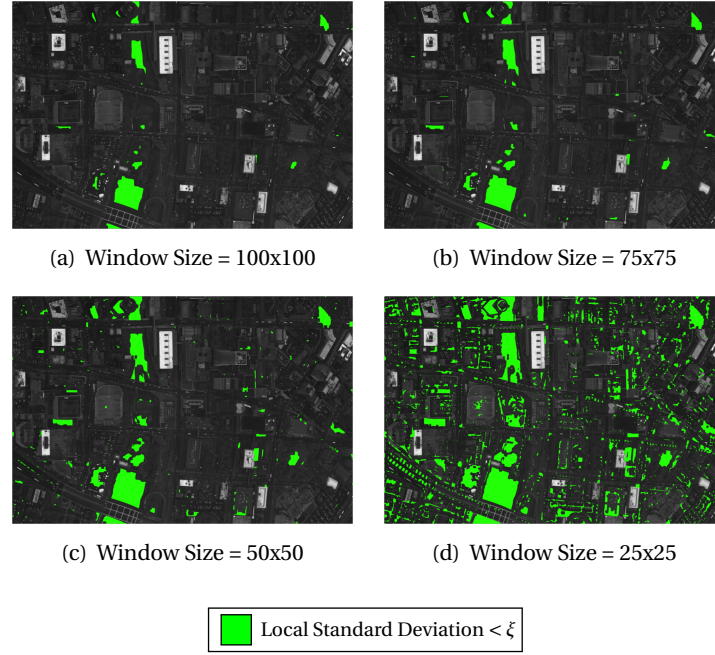 (a) Window Size = 100x100
(b) Window Size = 75x75
(c) Window Size = 50x50
(d) Window Size = 25x25
Local Standard Deviation < ξ